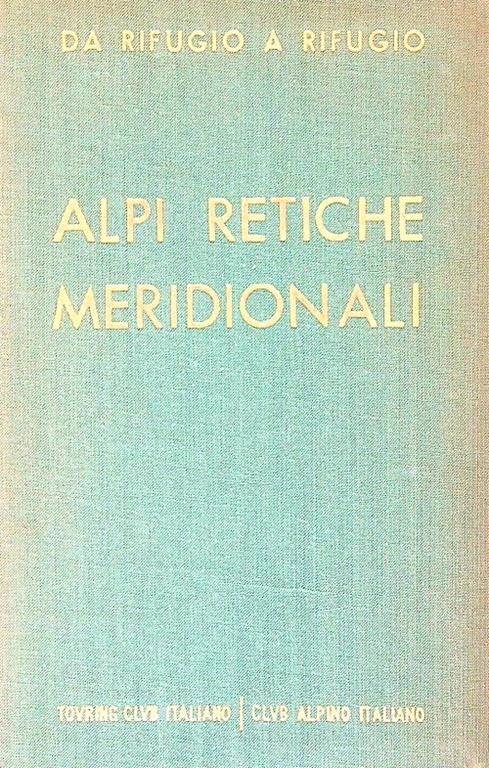 DA RIFUGIO A RIFUGIO
ALPI RETICHE
MERIDIONALI
TOVRING CLVB ITALIANO | CLVB ALPINO ITALIANO